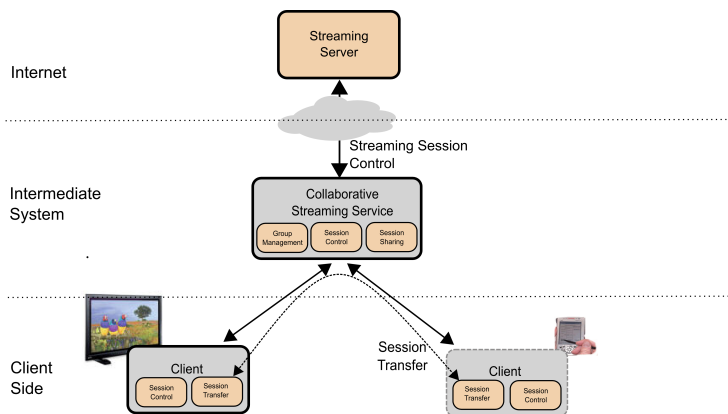 Streaming
Server
Internet
Streaming Session
Control
Intermediate
System
Collaborative
Streaming Service
Group
Management
Session
Control
Session
Sharing
Session
Transfer
Client
Side
Client
Session
Control
Session
Transfer
Client
Session
Transfer
Session
Control